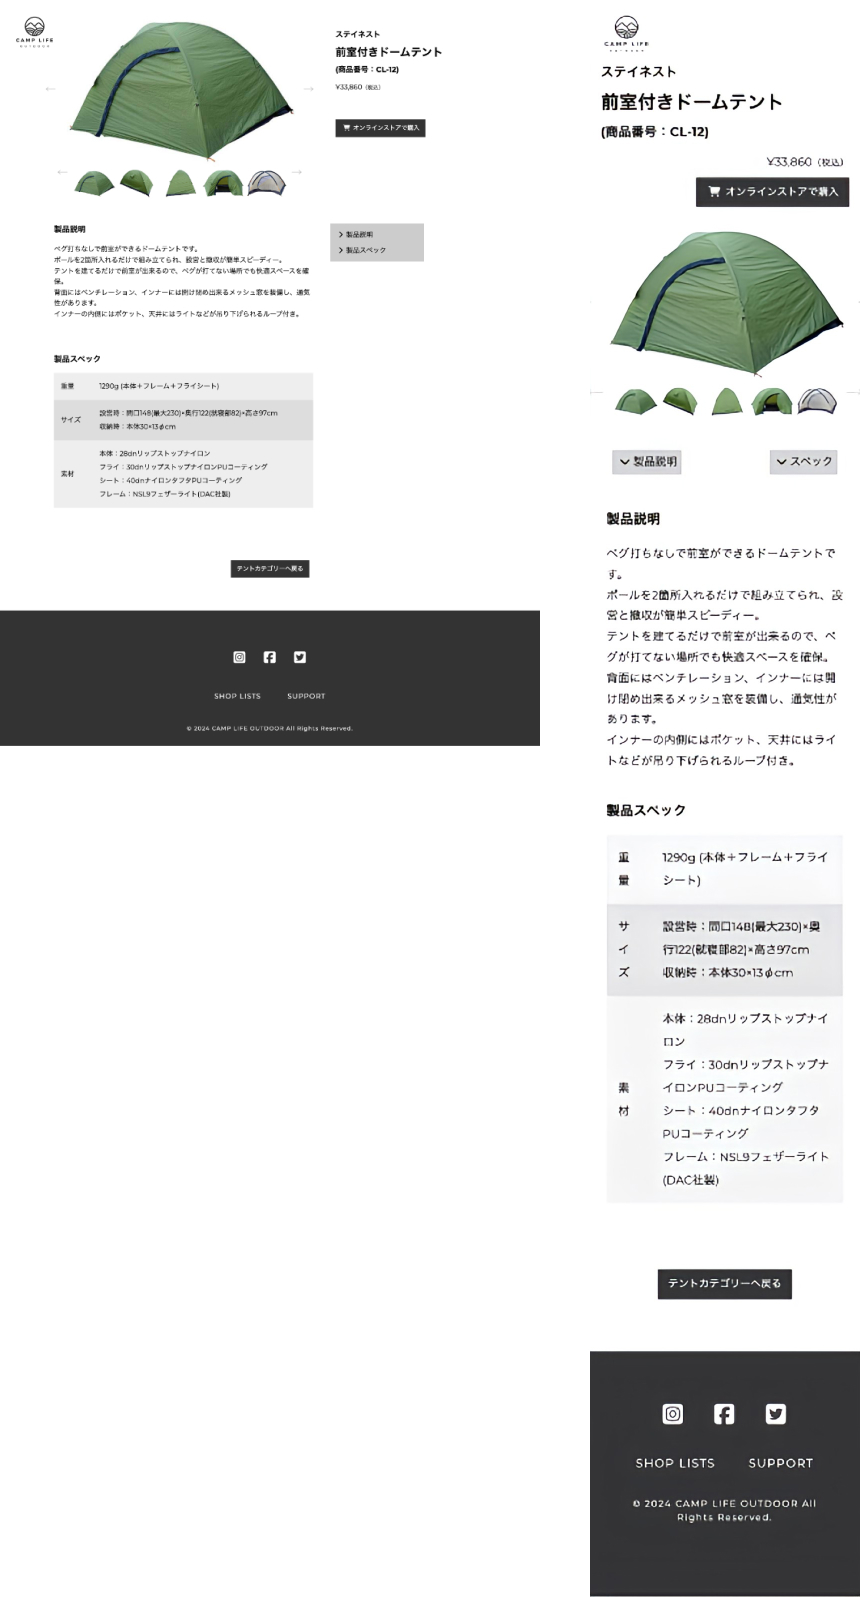 CAMP LIFE
OUTDOOR
ステイネスト
前室付きドームテント
(商品番号：CL-12)
¥33,860（税込）
オンラインストアで購入
製品説明
ペグ打ちなしで前室ができるドームテントです。
ポールを2箇所入れるだけで組み立てられ、設営と撤収が簡単スピーディー。
テントを建てるだけで前室が出来るので、ペグが打てない場所でも快適スペースを確
保。
背面にはベンチレーション、インナーには開け閉め出来るメッシュ窓を装備し、通気
性があります。
インナーの内側にはポケット、天井にはライトなどが吊り下げられるループ付き。
製品説明
製品スペック
製品スペック
重量 1290g (本体＋フレーム＋フライシート)
サイズ 設営時：間口148(最大230)×奥行122(就寝部82)×高さ97cm
収納時：本体30×13φcm
素材 本体：28dnリップストップナイロン
フライ：30dnリップストップナイロンPUコーティング
シート：40dnナイロンタフタPUコーティング
フレーム：NSL9フェザーライト(DAC社製)
テントカテゴリーへ戻る
SHOP LISTS SUPPORT
© 2024 CAMP LIFE OUTDOOR All Rights Reserved.
CAMP LIFE
OUTDOOR
ステイネスト
前室付きドームテント
(商品番号：CL-12)
¥33,860（税込）
オンラインストアで購入
製品説明 スペック
製品説明
ペグ打ちなしで前室ができるドームテントで
す。
ポールを2箇所入れるだけで組み立てられ、設
営と撤収が簡単スピーディー。
テントを建てるだけで前室が出来るので、ペ
グが打てない場所でも快適スペースを確保。
背面にはベンチレーション、インナーには開
け閉め出来るメッシュ窓を装備し、通気性が
あります。
インナーの内側にはポケット、天井にはライ
トなどが吊り下げられるループ付き。
製品スペック
重 1290g (本体＋フレーム＋フライ
量 シート)
サ 設営時：間口148(最大230)×奥
イ 行122(就寝部82)×高さ97cm
ズ 収納時：本体30×13φcm
本体：28dnリップストップナイ
ロン
フライ：30dnリップストップナ
素 イロンPUコーティング
材 シート：40dnナイロンタフタ
PUコーティング
フレーム：NSL9フェザーライト
(DAC社製)
テントカテゴリーへ戻る
SHOP LISTS SUPPORT
© 2024 CAMP LIFE OUTDOOR All
Rights Reserved.